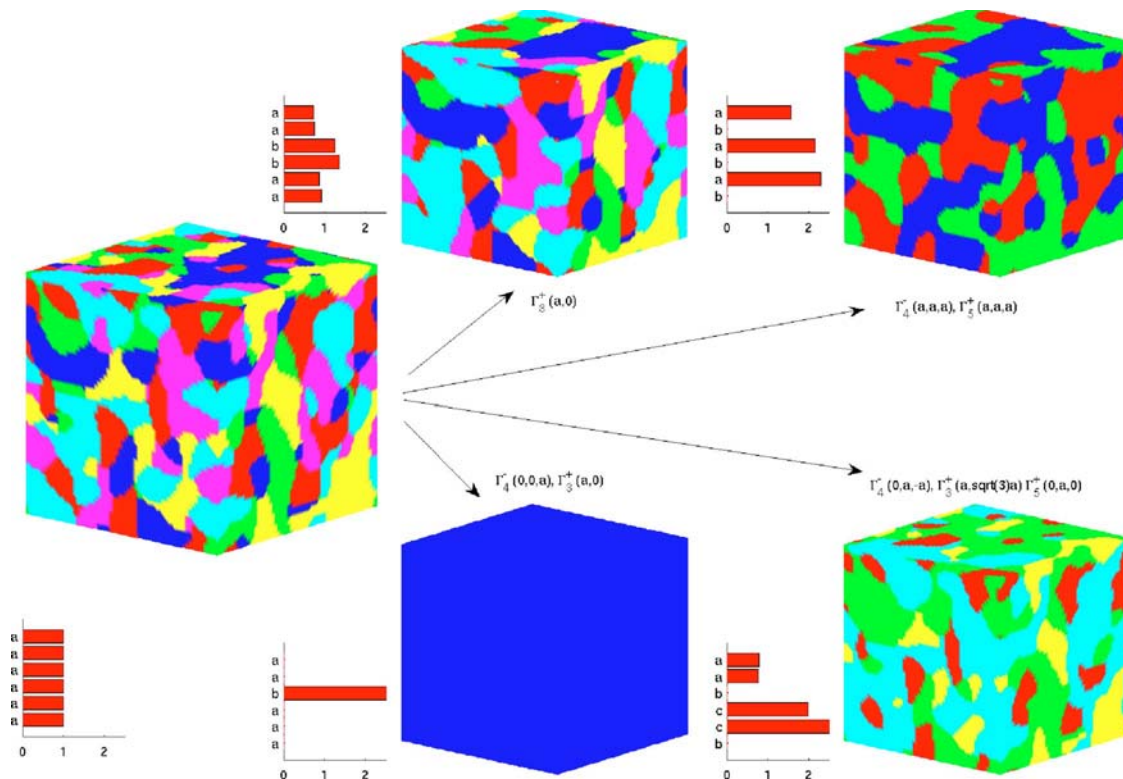 a
a
b
b
a
a
0 1 2
a
b
a
b
a
b
0 1 2
Γ₃⁺ (a,0)
Γ₄⁻ (a,a,a), Γ₅⁺ (a,a,a)
Γ₄⁻ (0,0,a), Γ₃⁺ (a,0)
Γ₄⁻ (0,a,-a), Γ₃⁺ (a,sqrt(3)a) Γ₅⁺ (0,a,0)
a
a
a
a
a
a
0 1 2
a
a
b
a
a
a
0 1 2
a
a
b
c
c
b
0 1 2